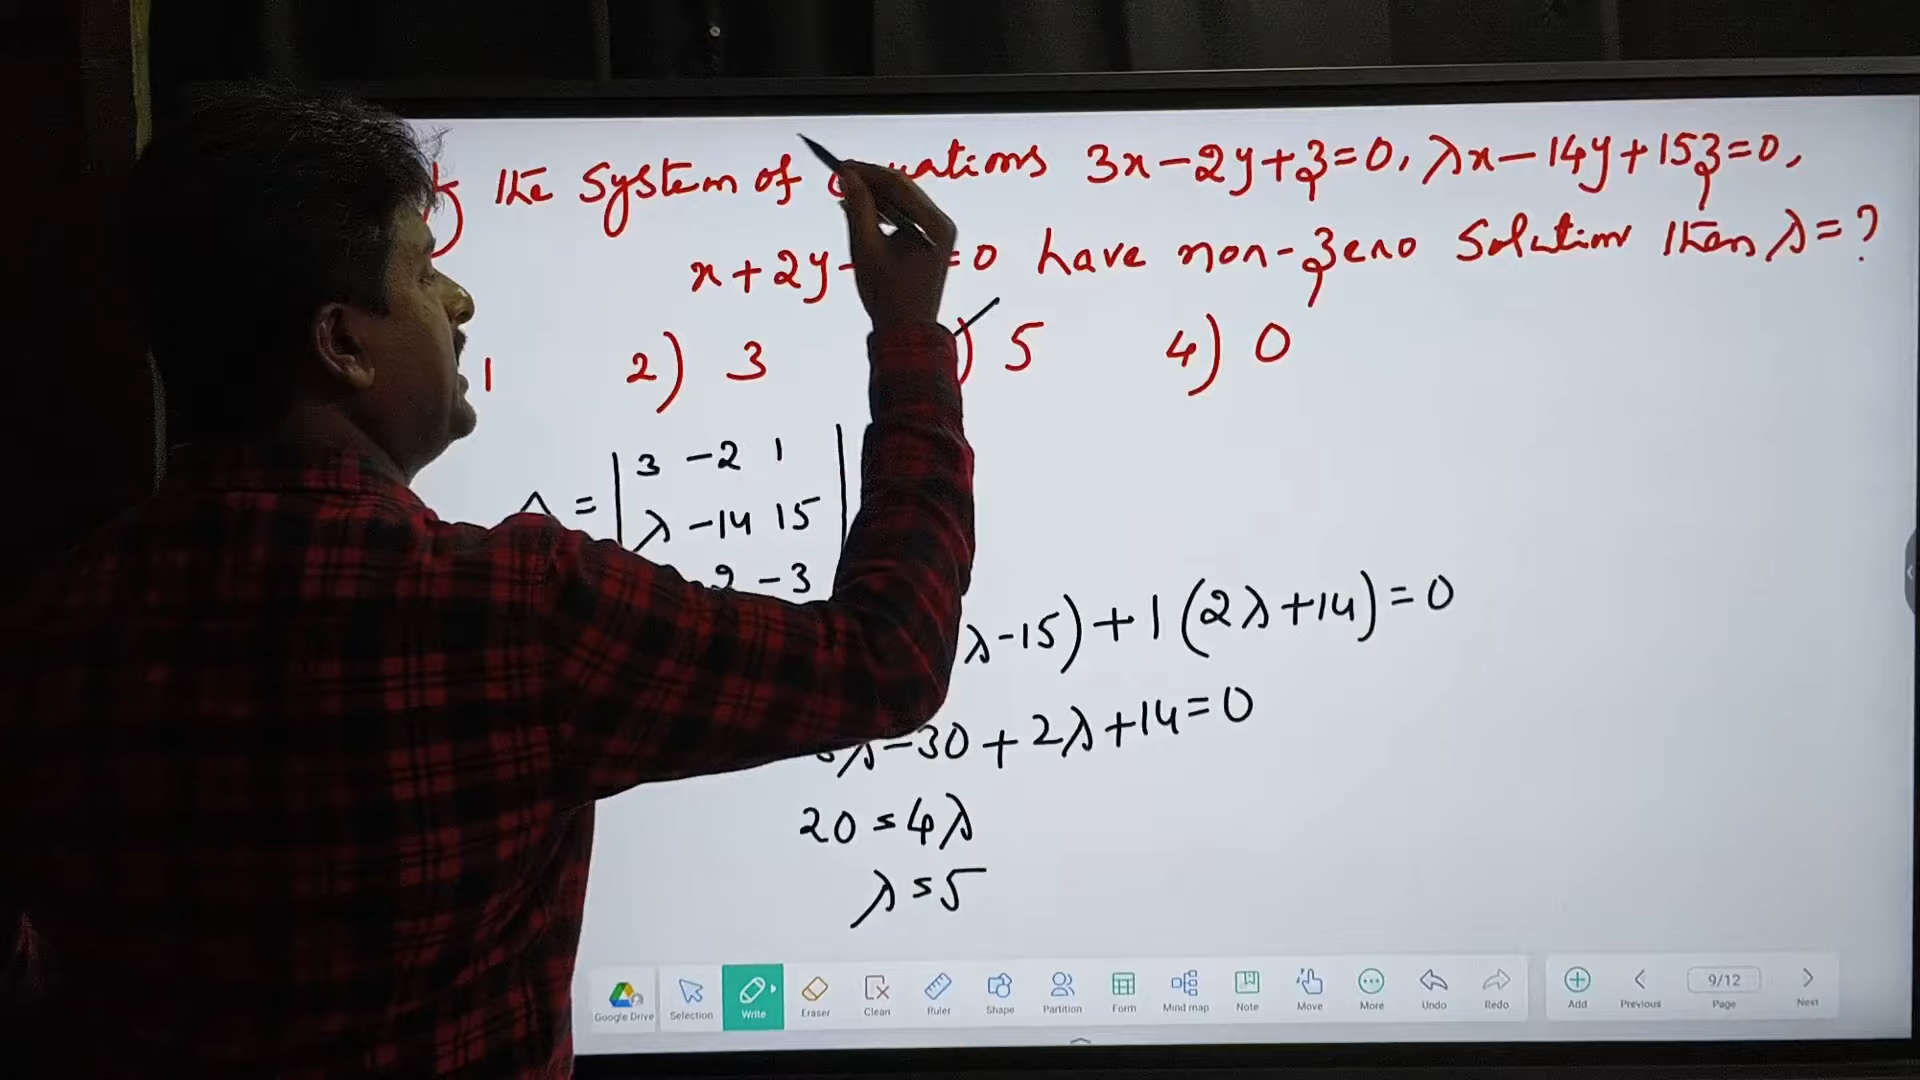 the system of equations 3x-2y+z=0, λx-14y+15z=0,
x+2y- =0 have non-zero solution then λ=?
1 2) 3 ) 5 4) 0
3 -2 1
= λ -14 15
2 -3
λ-15)+1(2λ+14)=0
λ-30+2λ+14=0
20=4λ
λ=5
Google Drive Selection Write Eraser Clean Ruler Shape Partition Form Mind map Note Move More Undo Redo Add Previous 9/12 Page Next